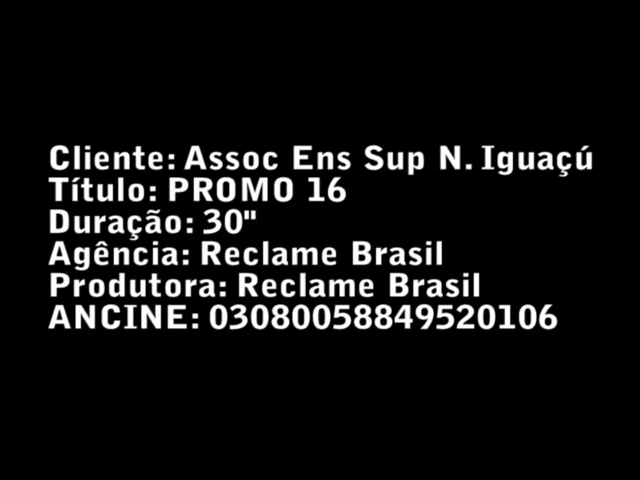 Cliente: Assoc Ens Sup N. Iguaçú
Título: PROMO 16
Duração: 30"
Agência: Reclame Brasil
Produtora: Reclame Brasil
ANCINE: 03080058849520106